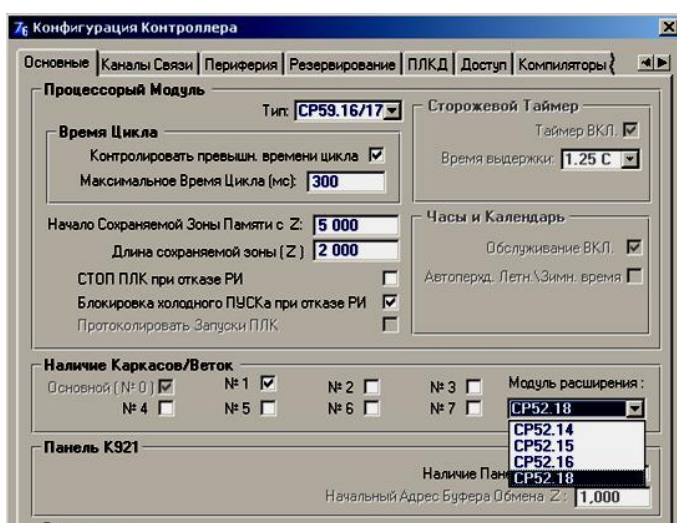 Конфигурация Контроллера
Основные Каналы Связи Периферия Резервирование ПЛКД Доступ Компиляторы
Процессорый Модуль
Тип: CP59.16/17
Время Цикла
Контролировать превышн. времени цикла
Максимальное Время Цикла (мс): 300
Начало Сохраняемой Зоны Памяти с Z: 5 000
Длина сохраняемой зоны ( Z ) 2 000
СТОП ПЛК при отказе РИ
Блокировка холодного ПУСКа при отказе РИ
Протоколировать Запуски ПЛК
Сторожевой Таймер
Таймер ВКЛ.
Время выдержки: 1.25 С
Часы и Календарь
Обслуживание ВКЛ.
Автоперхд. Летн.\Зимн. время
Наличие Каркасов/Веток
Основной ( № 0 ) № 1 № 2 № 3 Модуль расширения :
№ 4 № 5 № 6 № 7 CP52.18
CP52.14
CP52.15
CP52.16
CP52.18
Панель К921
Наличие
Начальный Адрес Буфера Обмена Z : 1,000